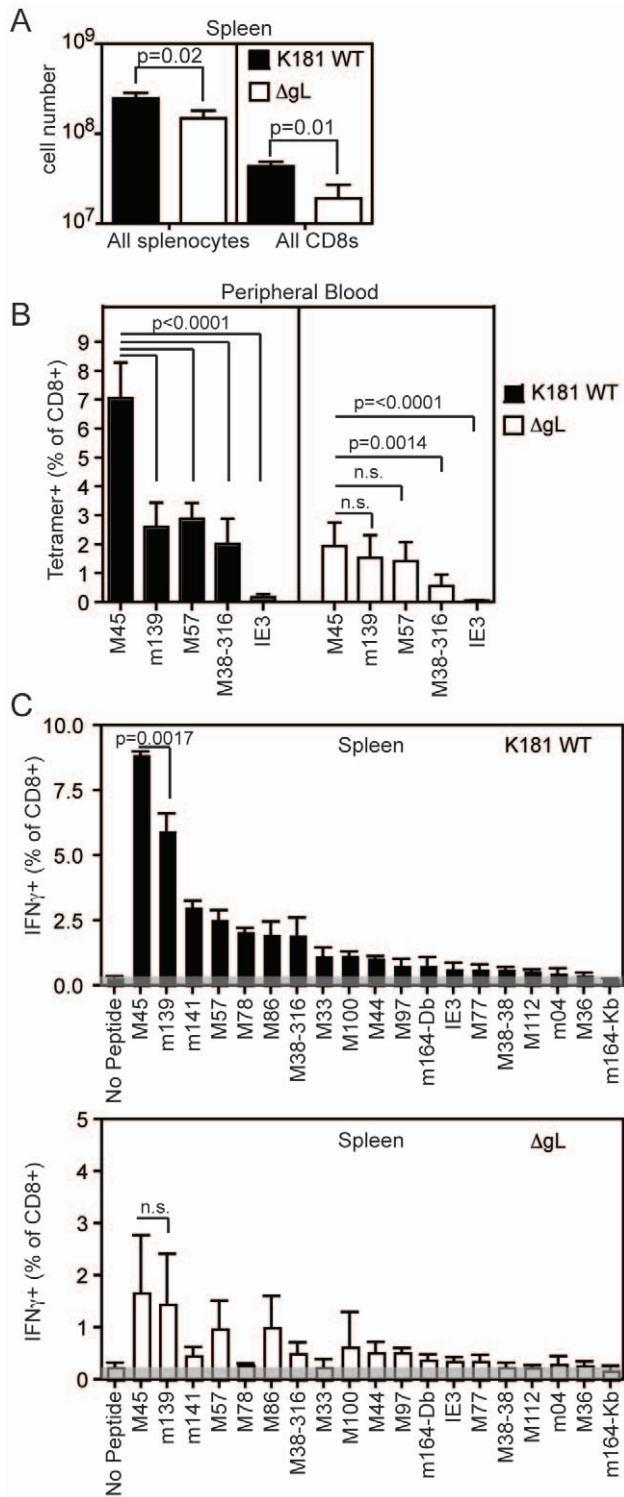 A
Spleen
10⁹
10⁸
10⁷
cell number
p=0.02
K181 WT
ΔgL
p=0.01
All splenocytes
All CD8s
B
Peripheral Blood
Tetramer+ (% of CD8+)
9
8
7
6
5
4
3
2
1
0
p<0.0001
p=<0.0001
p=0.0014
n.s.
n.s.
K181 WT
ΔgL
M45
m139
M57
M38-316
IE3
M45
m139
M57
M38-316
IE3
C
10.0
7.5
5.0
2.5
0.0
IFNγ+ (% of CD8+)
p=0.0017
Spleen
K181 WT
No Peptide
M45
m139
m141
M57
M78
M86
M38-316
M33
M100
M44
M97
m164-Db
IE3
M77
M38-38
M112
m04
M36
m164-Kb
5
4
3
2
1
0
IFNγ+ (% of CD8+)
Spleen
ΔgL
n.s.
No Peptide
M45
m139
m141
M57
M78
M86
M38-316
M33
M100
M44
M97
m164-Db
IE3
M77
M38-38
M112
m04
M36
m164-Kb